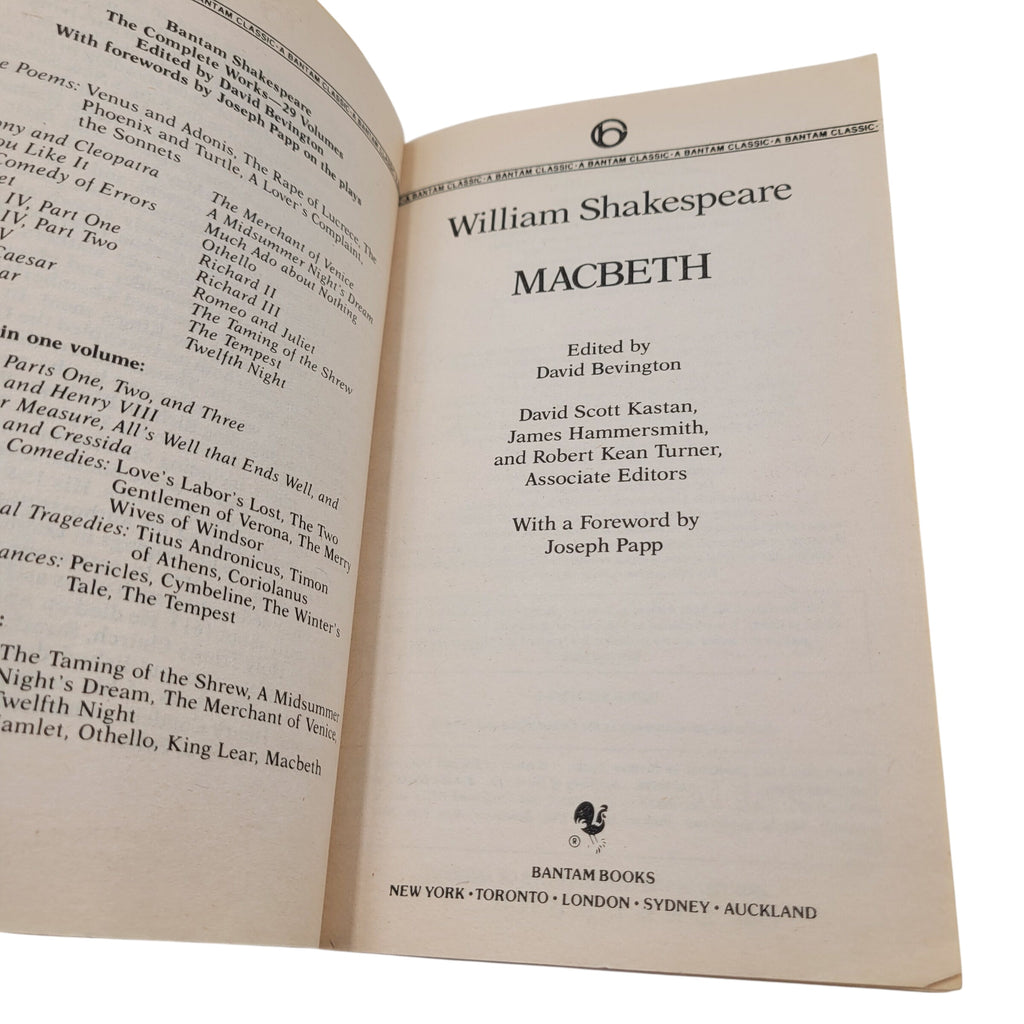 A BANTAM CLASSIC·A BANTAM CLASSIC·A BANTAM CLASSIC
Bantam Shakespeare
The Complete Works—29 Volumes
Edited by David Bevington
With forewords by Joseph Papp on the plays
Poems: Venus and Adonis, The Rape of Lucrece, The
Phoenix and Turtle, A Lover's Complaint,
the Sonnets
and Cleopatra
Like It
Comedy of Errors
IV, Part One
IV, Part Two
V
Caesar
The Merchant of Venice
A Midsummer Night's Dream
Much Ado about Nothing
Othello
Richard II
Richard III
Romeo and Juliet
The Taming of the Shrew
The Tempest
Twelfth Night
in one volume:
Parts One, Two, and Three
and Henry VIII
Measure, All's Well that Ends Well, and
and Cressida
Comedies: Love's Labor's Lost, The Two
Gentlemen of Verona, The Merry
Wives of Windsor
Tragedies: Titus Andronicus, Timon
of Athens, Coriolanus
Pericles, Cymbeline, The Winter's
Tale, The Tempest
The Taming of the Shrew, A Midsummer
Night's Dream, The Merchant of Venice,
Twelfth Night
Hamlet, Othello, King Lear, Macbeth
A BANTAM CLASSIC·A BANTAM CLASSIC·A BANTAM CLASSIC·A BANTAM CLASSIC·
William Shakespeare
MACBETH
Edited by
David Bevington
David Scott Kastan,
James Hammersmith,
and Robert Kean Turner,
Associate Editors
With a Foreword by
Joseph Papp
®
BANTAM BOOKS
NEW YORK • TORONTO • LONDON • SYDNEY • AUCKLAND